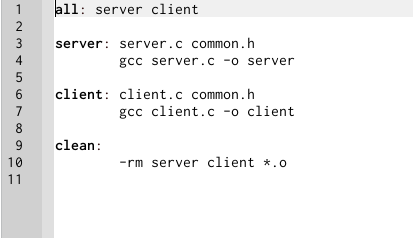 1 all: server client
2
3 server: server.c common.h
4         gcc server.c -o server
5
6 client: client.c common.h
7         gcc client.c -o client
8
9 clean:
10         -rm server client *.o
11